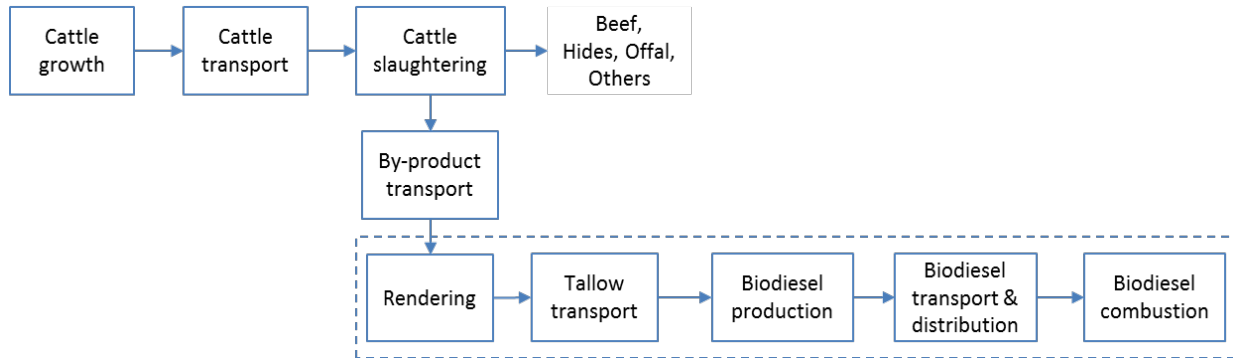 Cattle
growth
Cattle
transport
Cattle
slaughtering
Beef,
Hides, Offal,
Others
By-product
transport
Rendering
Tallow
transport
Biodiesel
production
Biodiesel
transport &
distribution
Biodiesel
combustion